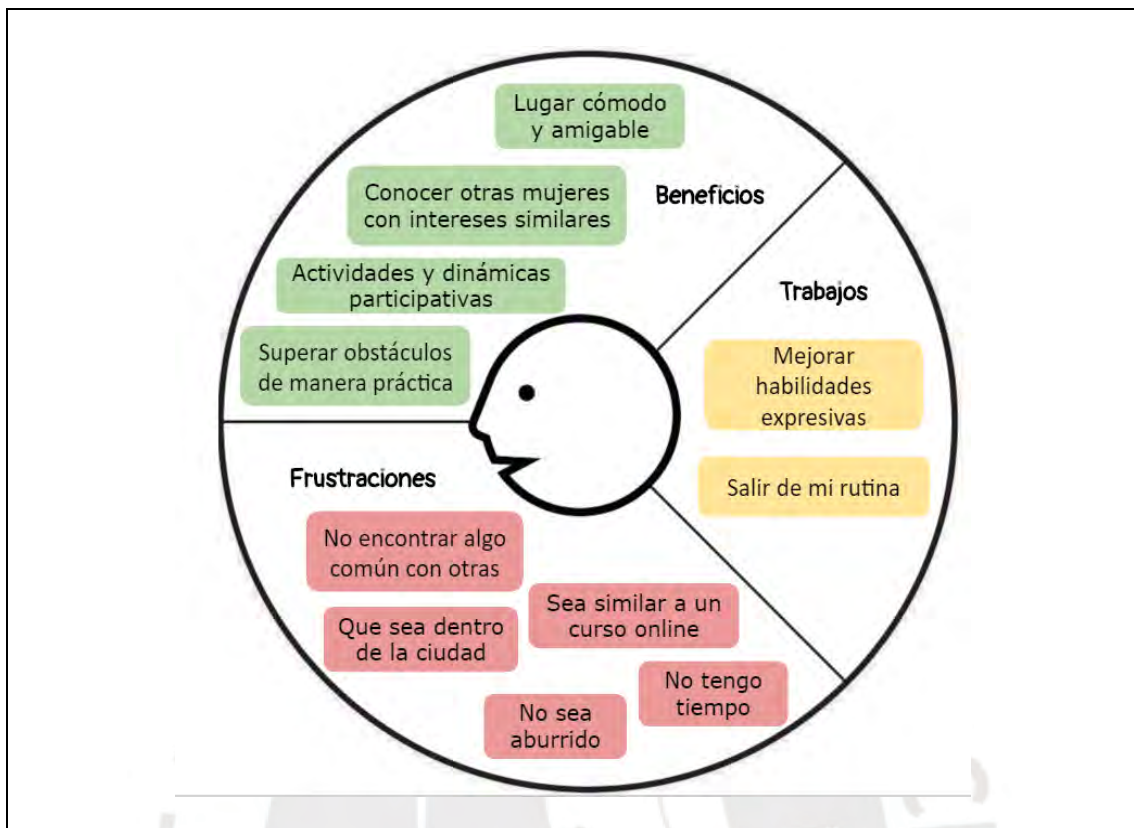 Lugar cómodo
y amigable
Conocer otras mujeres
con intereses similares
Beneficios
Actividades y dinámicas
participativas
Superar obstáculos
de manera práctica
Trabajos
Mejorar
habilidades
expresivas
Salir de mi rutina
Frustraciones
No encontrar algo
común con otras
Sea similar a un
curso online
Que sea dentro
de la ciudad
No tengo
tiempo
No sea
aburrido